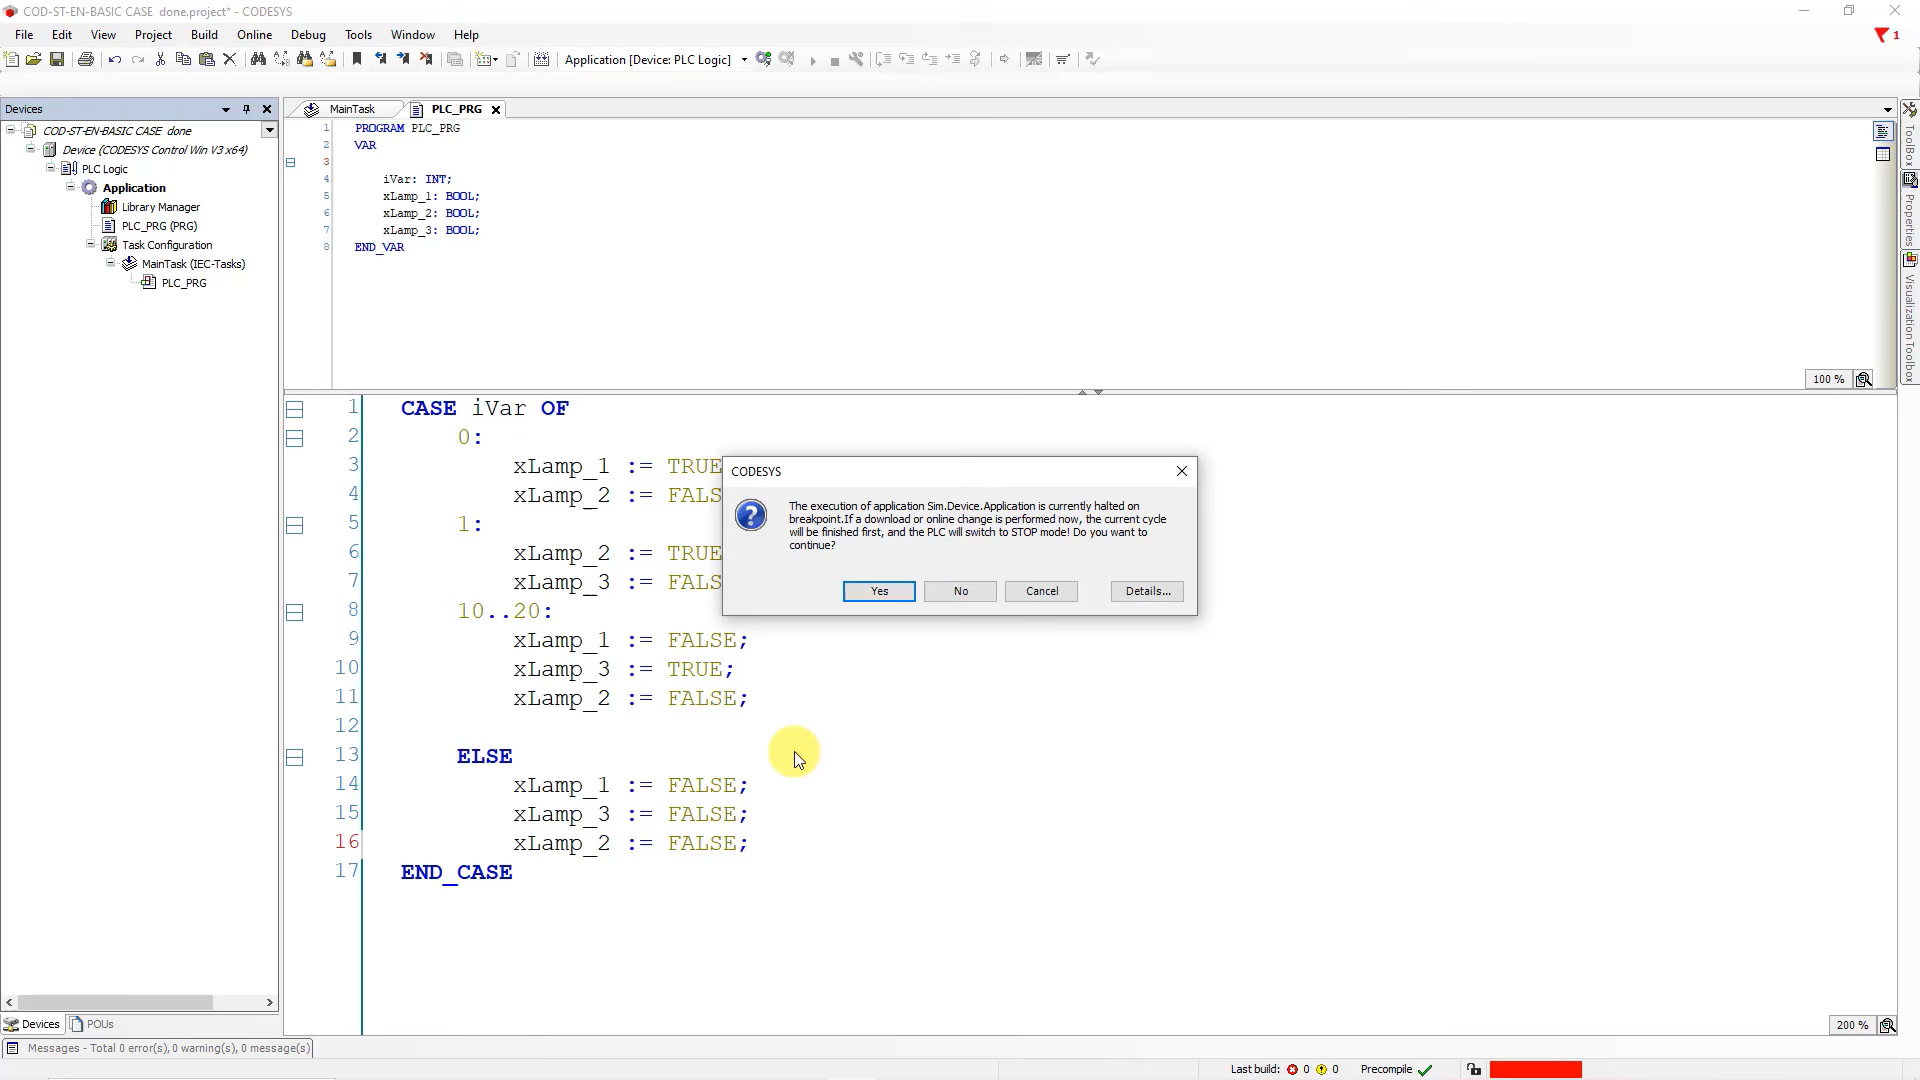 COD-ST-EN-BASIC CASE  done.project* - CODESYS
File Edit View Project Build Online Debug Tools Window Help
1
Application [Device: PLC Logic]
Devices
COD-ST-EN-BASIC CASE  done
Device (CODESYS Control Win V3 x64)
PLC Logic
Application
Library Manager
PLC_PRG (PRG)
Task Configuration
MainTask (IEC-Tasks)
PLC_PRG
Devices POUs
MainTask PLC_PRG
1 PROGRAM PLC_PRG
2 VAR
3
4 iVar: INT;
5 xLamp_1: BOOL;
6 xLamp_2: BOOL;
7 xLamp_3: BOOL;
8 END_VAR
100 %
1 CASE iVar OF
2 0:
3 xLamp_1 := TRUE
4 xLamp_2 := FALS
5 1:
6 xLamp_2 := TRUE
7 xLamp_3 := FALS
8 10..20:
9 xLamp_1 := FALSE;
10 xLamp_3 := TRUE;
11 xLamp_2 := FALSE;
12
13 ELSE
14 xLamp_1 := FALSE;
15 xLamp_3 := FALSE;
16 xLamp_2 := FALSE;
17 END_CASE
200 %
CODESYS
The execution of application Sim.Device.Application is currently halted on
breakpoint.If a download or online change is performed now, the current cycle
will be finished first, and the PLC will switch to STOP mode! Do you want to
continue?
Yes No Cancel Details...
ToolBox
Properties
Visualization Toolbox
Messages - Total 0 error(s), 0 warning(s), 0 message(s)
Last build: 0 0 Precompile